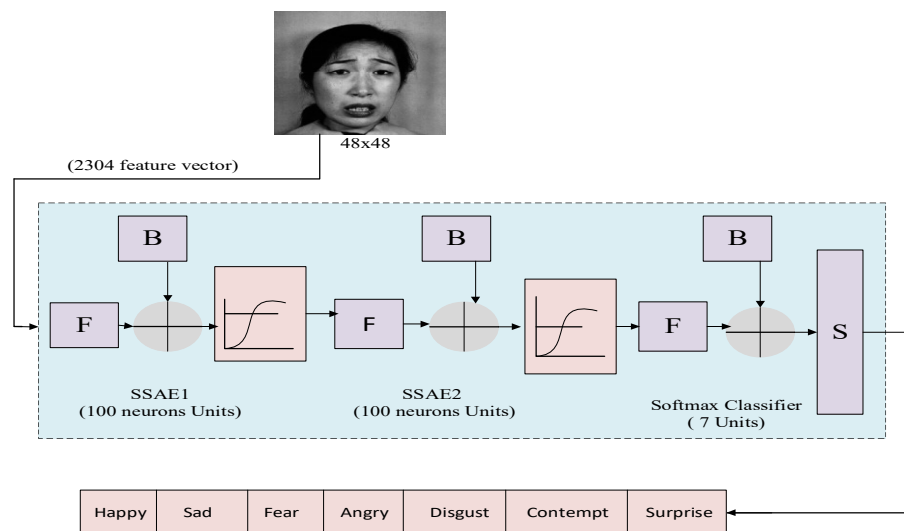 48x48
(2304 feature vector)
B
B
B
F
F
F
S
SSAE1
(100 neurons Units)
SSAE2
(100 neurons Units)
Softmax Classifier
( 7 Units)
Happy Sad Fear Angry Disgust Contempt Surprise